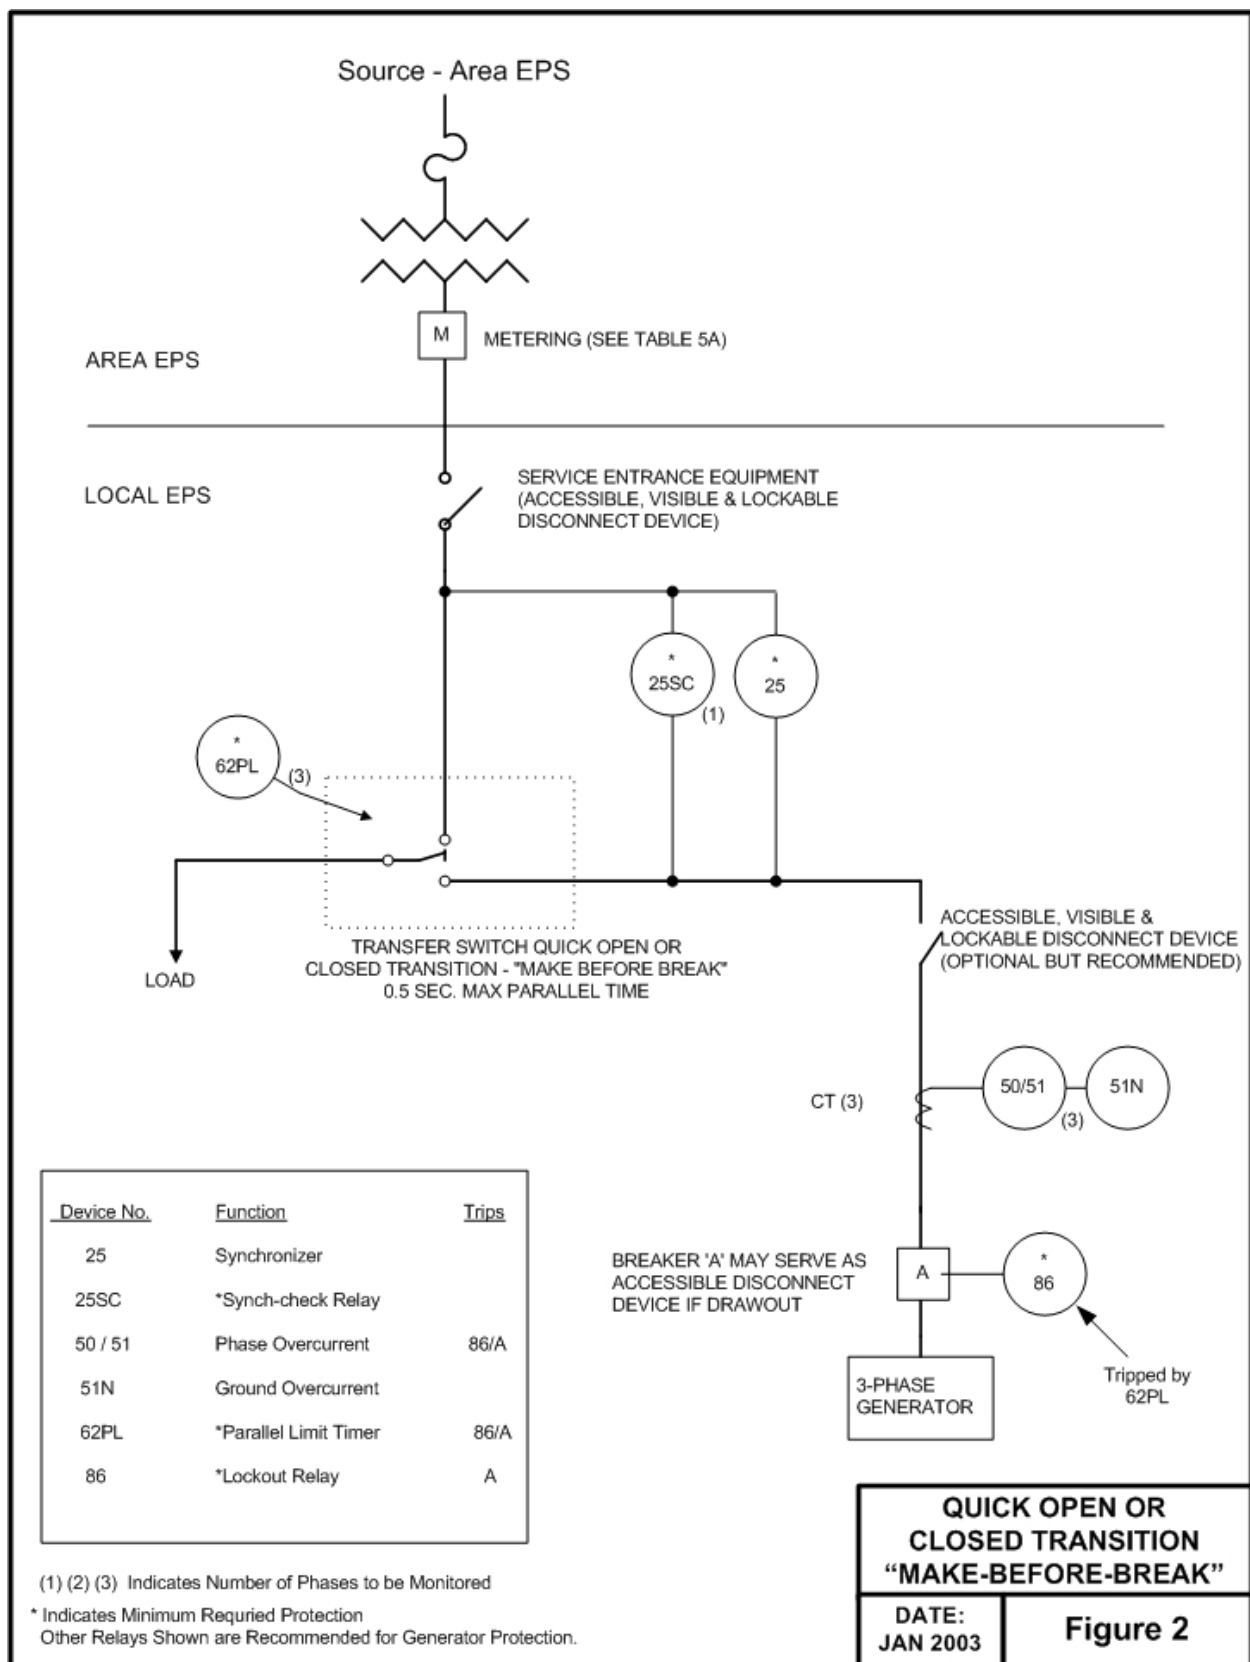 Source - Area EPS
M
METERING (SEE TABLE 5A)
AREA EPS
LOCAL EPS
SERVICE ENTRANCE EQUIPMENT
(ACCESSIBLE, VISIBLE & LOCKABLE
DISCONNECT DEVICE)
*
25SC
(1)
*
25
*
62PL
(3)
LOAD
TRANSFER SWITCH QUICK OPEN OR
CLOSED TRANSITION - "MAKE BEFORE BREAK"
0.5 SEC. MAX PARALLEL TIME
ACCESSIBLE, VISIBLE &
LOCKABLE DISCONNECT DEVICE
(OPTIONAL BUT RECOMMENDED)
CT (3)
50/51
(3)
51N
BREAKER 'A' MAY SERVE AS
ACCESSIBLE DISCONNECT
DEVICE IF DRAWOUT
A
*
86
Tripped by
62PL
3-PHASE
GENERATOR
Device No. Function Trips
25 Synchronizer
25SC *Synch-check Relay
50 / 51 Phase Overcurrent 86/A
51N Ground Overcurrent
62PL *Parallel Limit Timer 86/A
86 *Lockout Relay A
(1) (2) (3) Indicates Number of Phases to be Monitored
* Indicates Minimum Requried Protection
Other Relays Shown are Recommended for Generator Protection.
QUICK OPEN OR
CLOSED TRANSITION
“MAKE-BEFORE-BREAK”
DATE:
JAN 2003
Figure 2